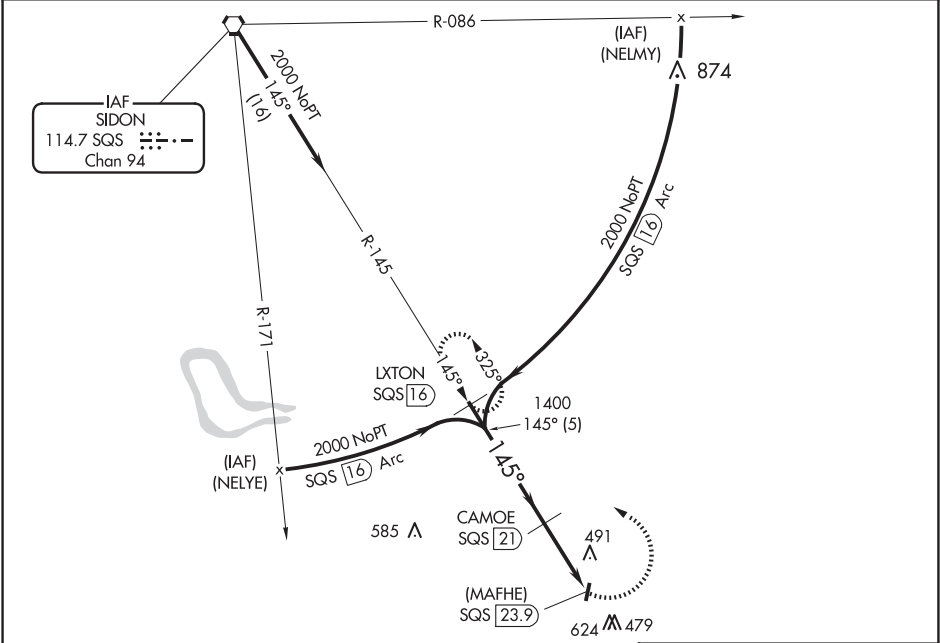 R-086
x
(IAF)
(NELMY)
874
IAF
SIDON
114.7 SQS
Chan 94
2000 NoPT
145°
(16)
2000 NoPT
SQS 16 Arc
R-145
R-171
LXTON
SQS 16
145°
325°
1400
145° (5)
2000 NoPT
SQS 16 Arc
(IAF)
(NELYE)
x
145°
585
CAMOE
SQS 21
491
(MAFHE)
SQS 23.9
624
479